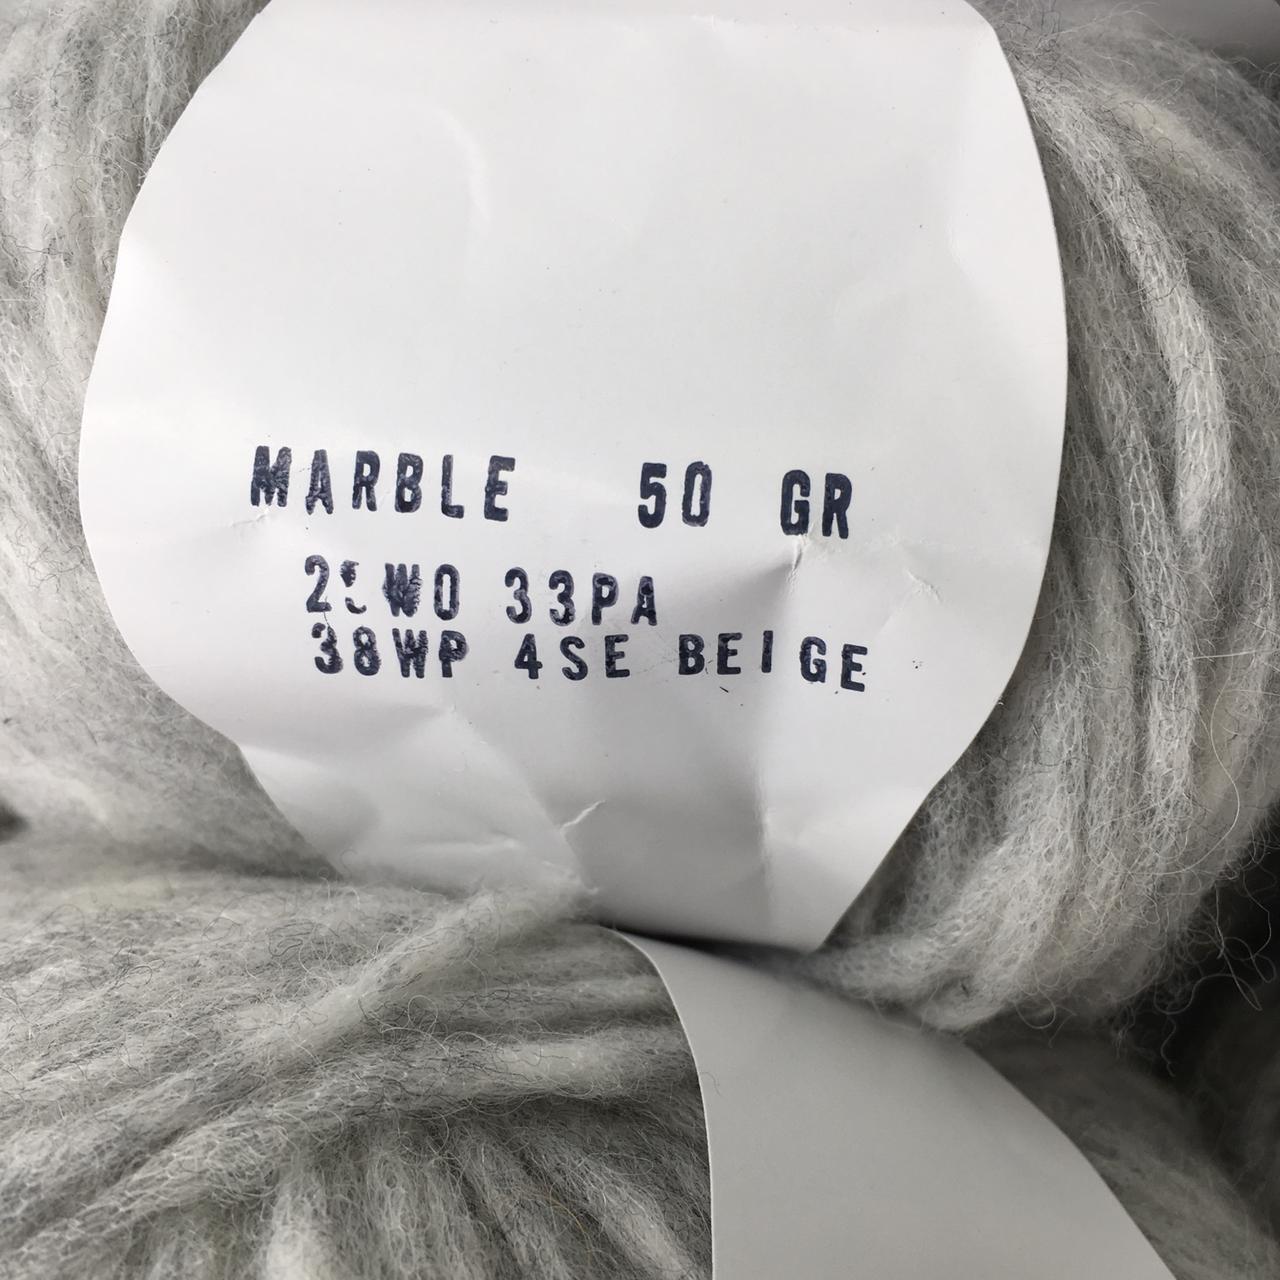 MARBLE 50 GR
33PA
38WP 4SE BEIGE